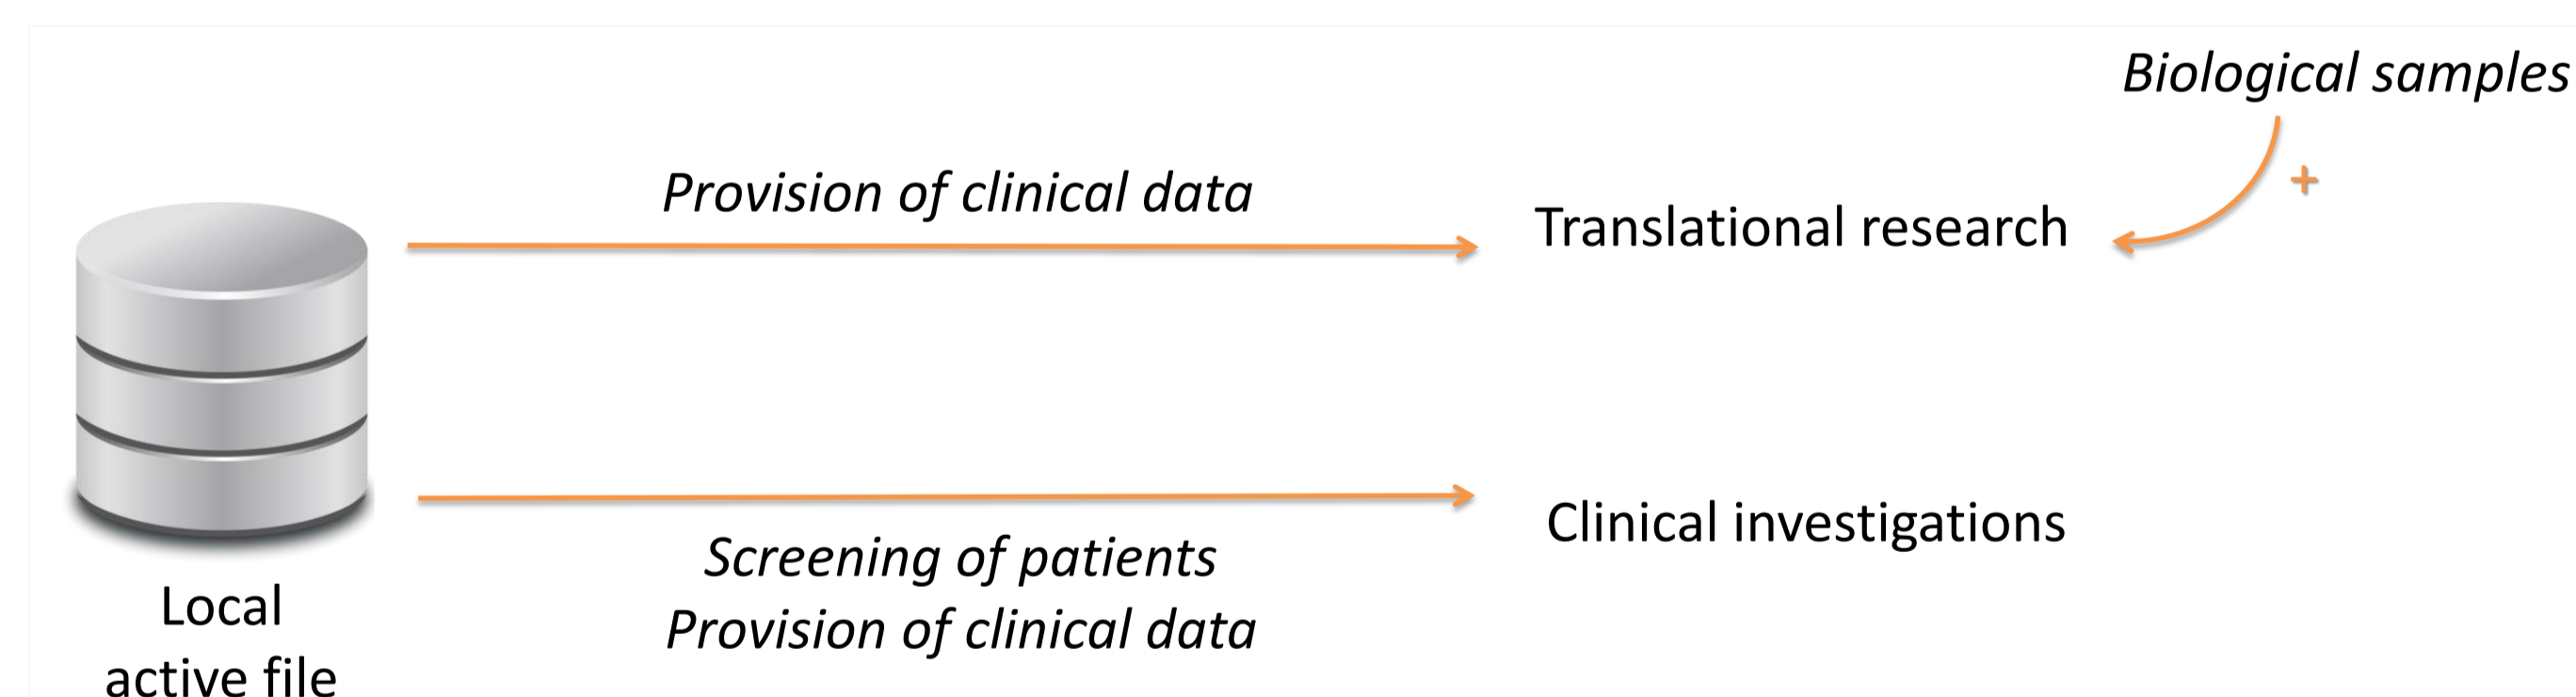 Biological samples
Provision of clinical data
+
Translational research
Clinical investigations
Screening of patients
Provision of clinical data
Local
active file